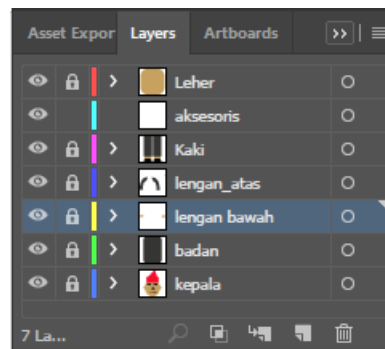 Asset Expor Layers Artboards
Leher
aksesoris
Kaki
lengan_atas
lengan bawah
badan
kepala
7 La...